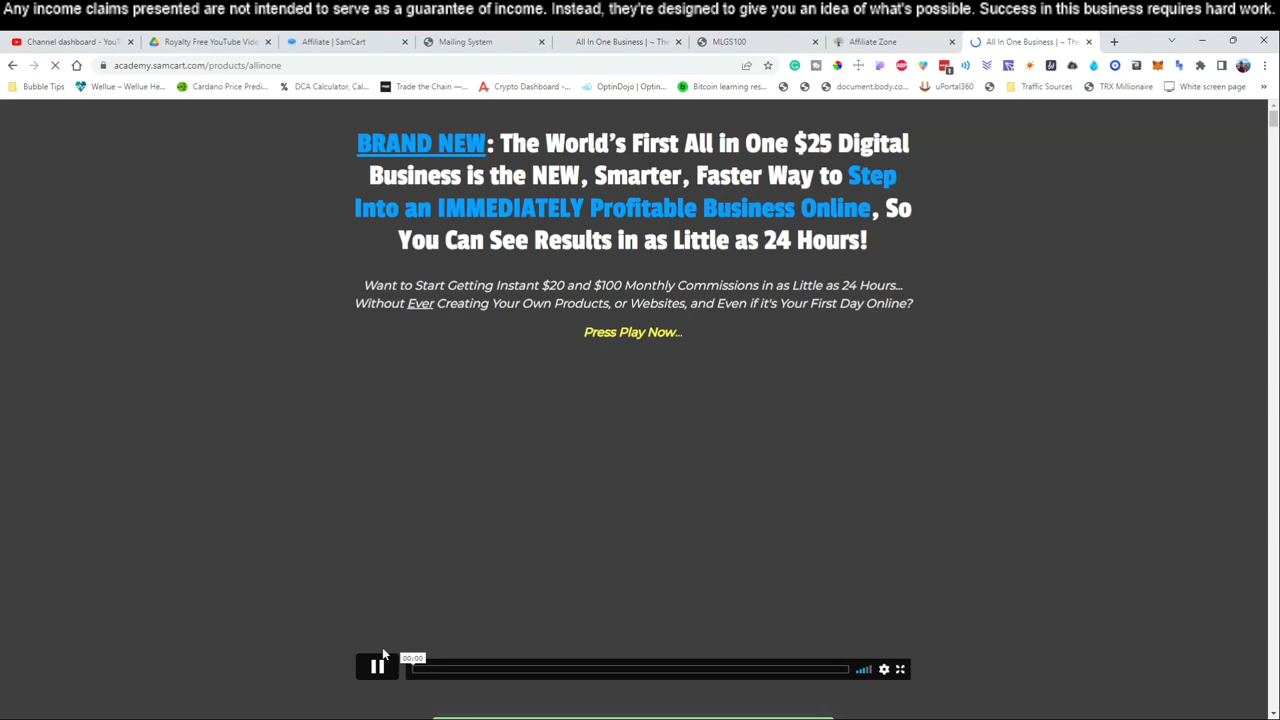 Any income claims presented are not intended to serve as a guarantee of income. Instead, they're designed to give you an idea of what's possible. Success in this business requires hard work.
Channel dashboard - YouT
Royalty Free YouTube Vide
Affiliate | SamCart
Mailing System
All In One Business | ~ The
MLGS100
Affiliate Zone
All In One Business | ~ The
academy.samcart.com/products/allinone
Bubble Tips
Wellue – Wellue He...
Cardano Price Predi...
DCA Calculator, Cal...
Trade the Chain —...
Crypto Dashboard -...
OptinDojo | Optin...
Bitcoin learning res...
document.body.co...
uPortal360
Traffic Sources
TRX Millionaire
White screen page
»
BRAND NEW: The World's First All in One $25 Digital
Business is the NEW, Smarter, Faster Way to Step
Into an IMMEDIATELY Profitable Business Online, So
You Can See Results in as Little as 24 Hours!
Want to Start Getting Instant $20 and $100 Monthly Commissions in as Little as 24 Hours...
Without Ever Creating Your Own Products, or Websites, and Even if it's Your First Day Online?
Press Play Now...
00:00